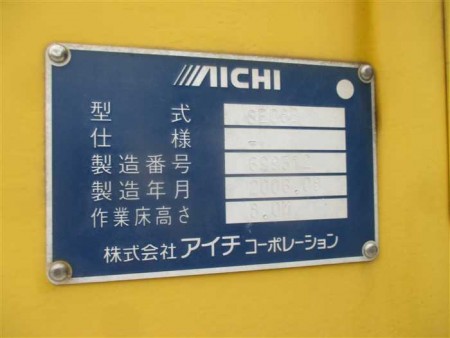 AICHI
型 式
仕 様
製造番号
製造年月
作業床高さ
株式会社 アイチ コーポレーション